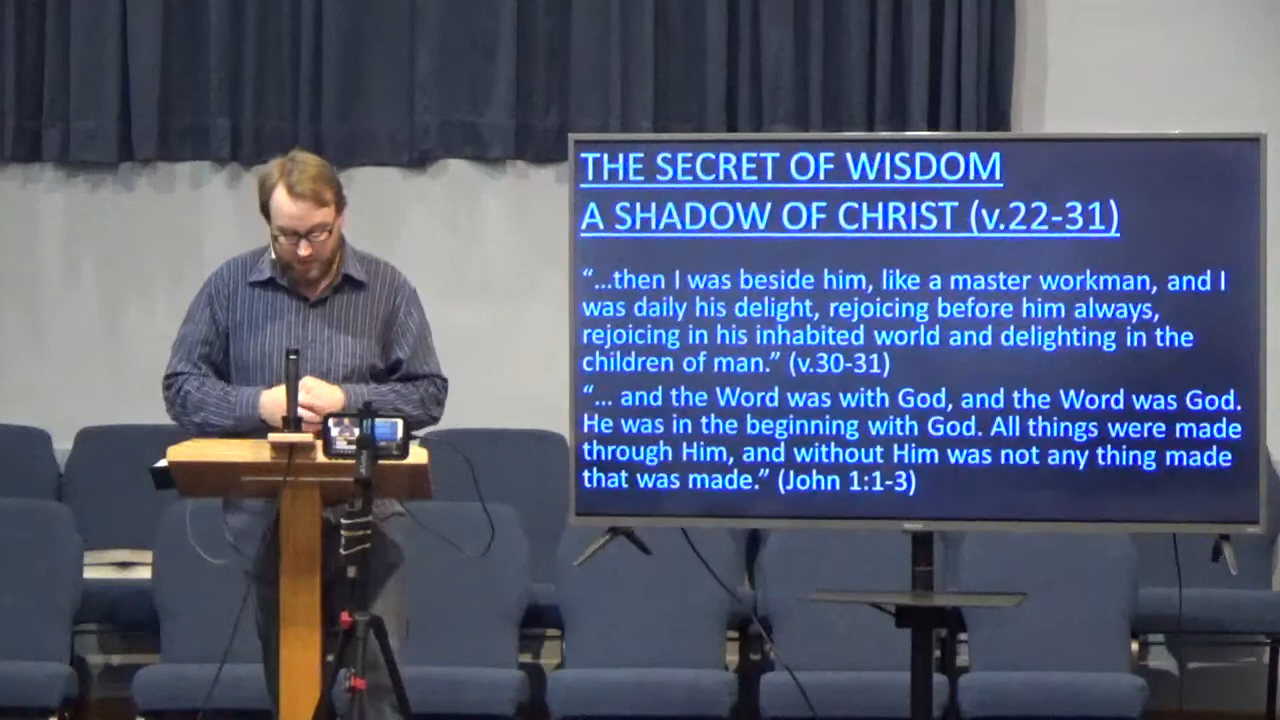 THE SECRET OF WISDOM
A SHADOW OF CHRIST (v.22-31)
“...then I was beside him, like a master workman, and I
was daily his delight, rejoicing before him always,
rejoicing in his inhabited world and delighting in the
children of man.” (v.30-31)
“... and the Word was with God, and the Word was God.
He was in the beginning with God. All things were made
through Him, and without Him was not any thing made
that was made.” (John 1:1-3)